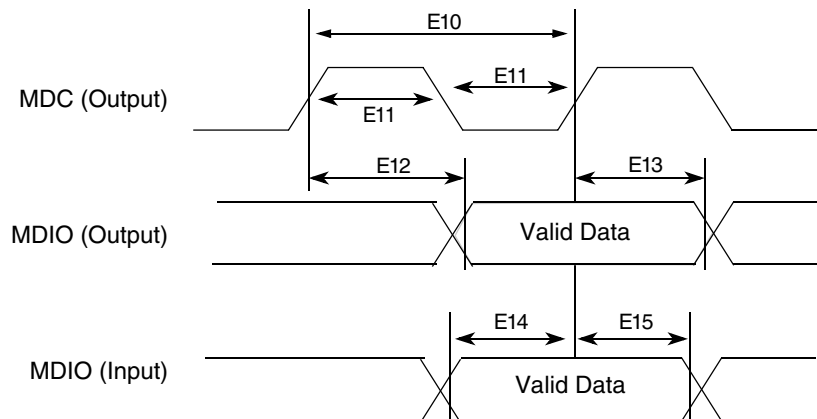 E10
MDC (Output)
E11
E11
E12
E13
MDIO (Output)
Valid Data
E14
E15
MDIO (Input)
Valid Data